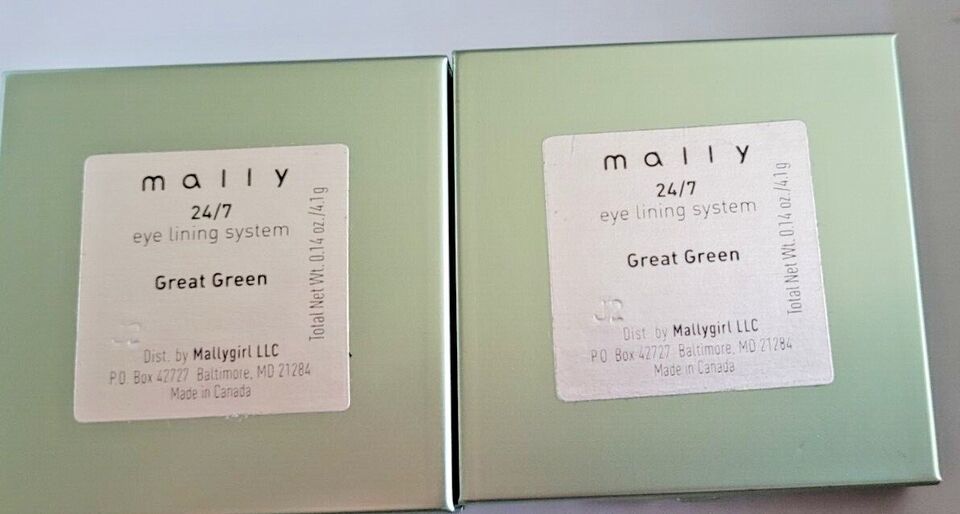 mally
24/7
eye lining system
Great Green
Total Net Wt. 0.14 oz./4.1g
J2
Dist. by Mallygirl LLC
P.O. Box 42727 Baltimore, MD 21284
Made in Canada
mally
24/7
eye lining system
Great Green
Total Net Wt. 0.14 oz./4.1g
J2
Dist. by Mallygirl LLC
P.O. Box 42727 Baltimore, MD 21284
Made in Canada